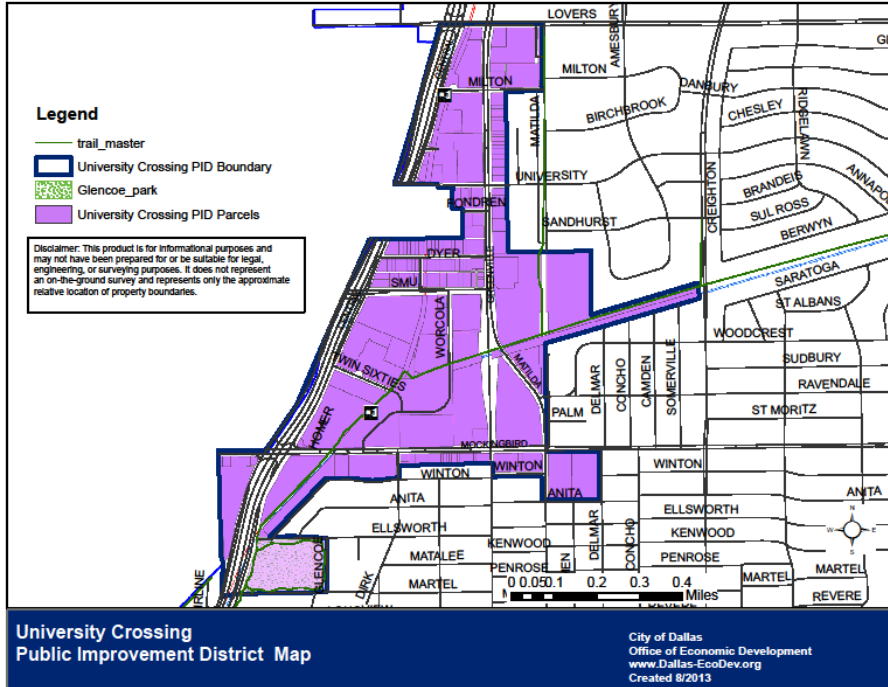 LOVERS
AMESBURY
MILTON
MILTON
DANBURY
BIRCHBROOK
CHESLEY
RIDGELAWN
MATILDA
UNIVERSITY
BRANDEIS
SUL ROSS
BERWYN
CREIGHTON
FONDREN
SANDHURST
DYER
SMU
GREENVILLE
SARATOGA
ST ALBANS
WORCOLA
WOODCREST
TWIN SIXTIES
MATILDA
SUDBURY
RAVENDALE
DELMAR
CONCHO
CAMDEN
SOMERVILLE
PALM
ST MORITZ
HOMER
MOCKINGBIRD
WINTON
WINTON
WINTON
ANITA
ANITA
ANITA
ELLSWORTH
ELLSWORTH
KENWOOD
KENWOOD
DELMAR
CONCHO
MATALEE
PENROSE
PENROSE
GLENCOE
DIRK
MARTEL
MARTEL
MARTEL
REVERE
Legend
trail_master
University Crossing PID Boundary
Glencoe_park
University Crossing PID Parcels
Disclaimer: This product is for informational purposes and
may not have been prepared for or be suitable for legal,
engineering, or surveying purposes. It does not represent
an on-the-ground survey and represents only the approximate
relative location of property boundaries.
N
W
E
S
0 0.05 0.1 0.2 0.3 0.4
Miles
University Crossing
Public Improvement District Map
City of Dallas
Office of Economic Development
www.Dallas-EcoDev.org
Created 8/2013